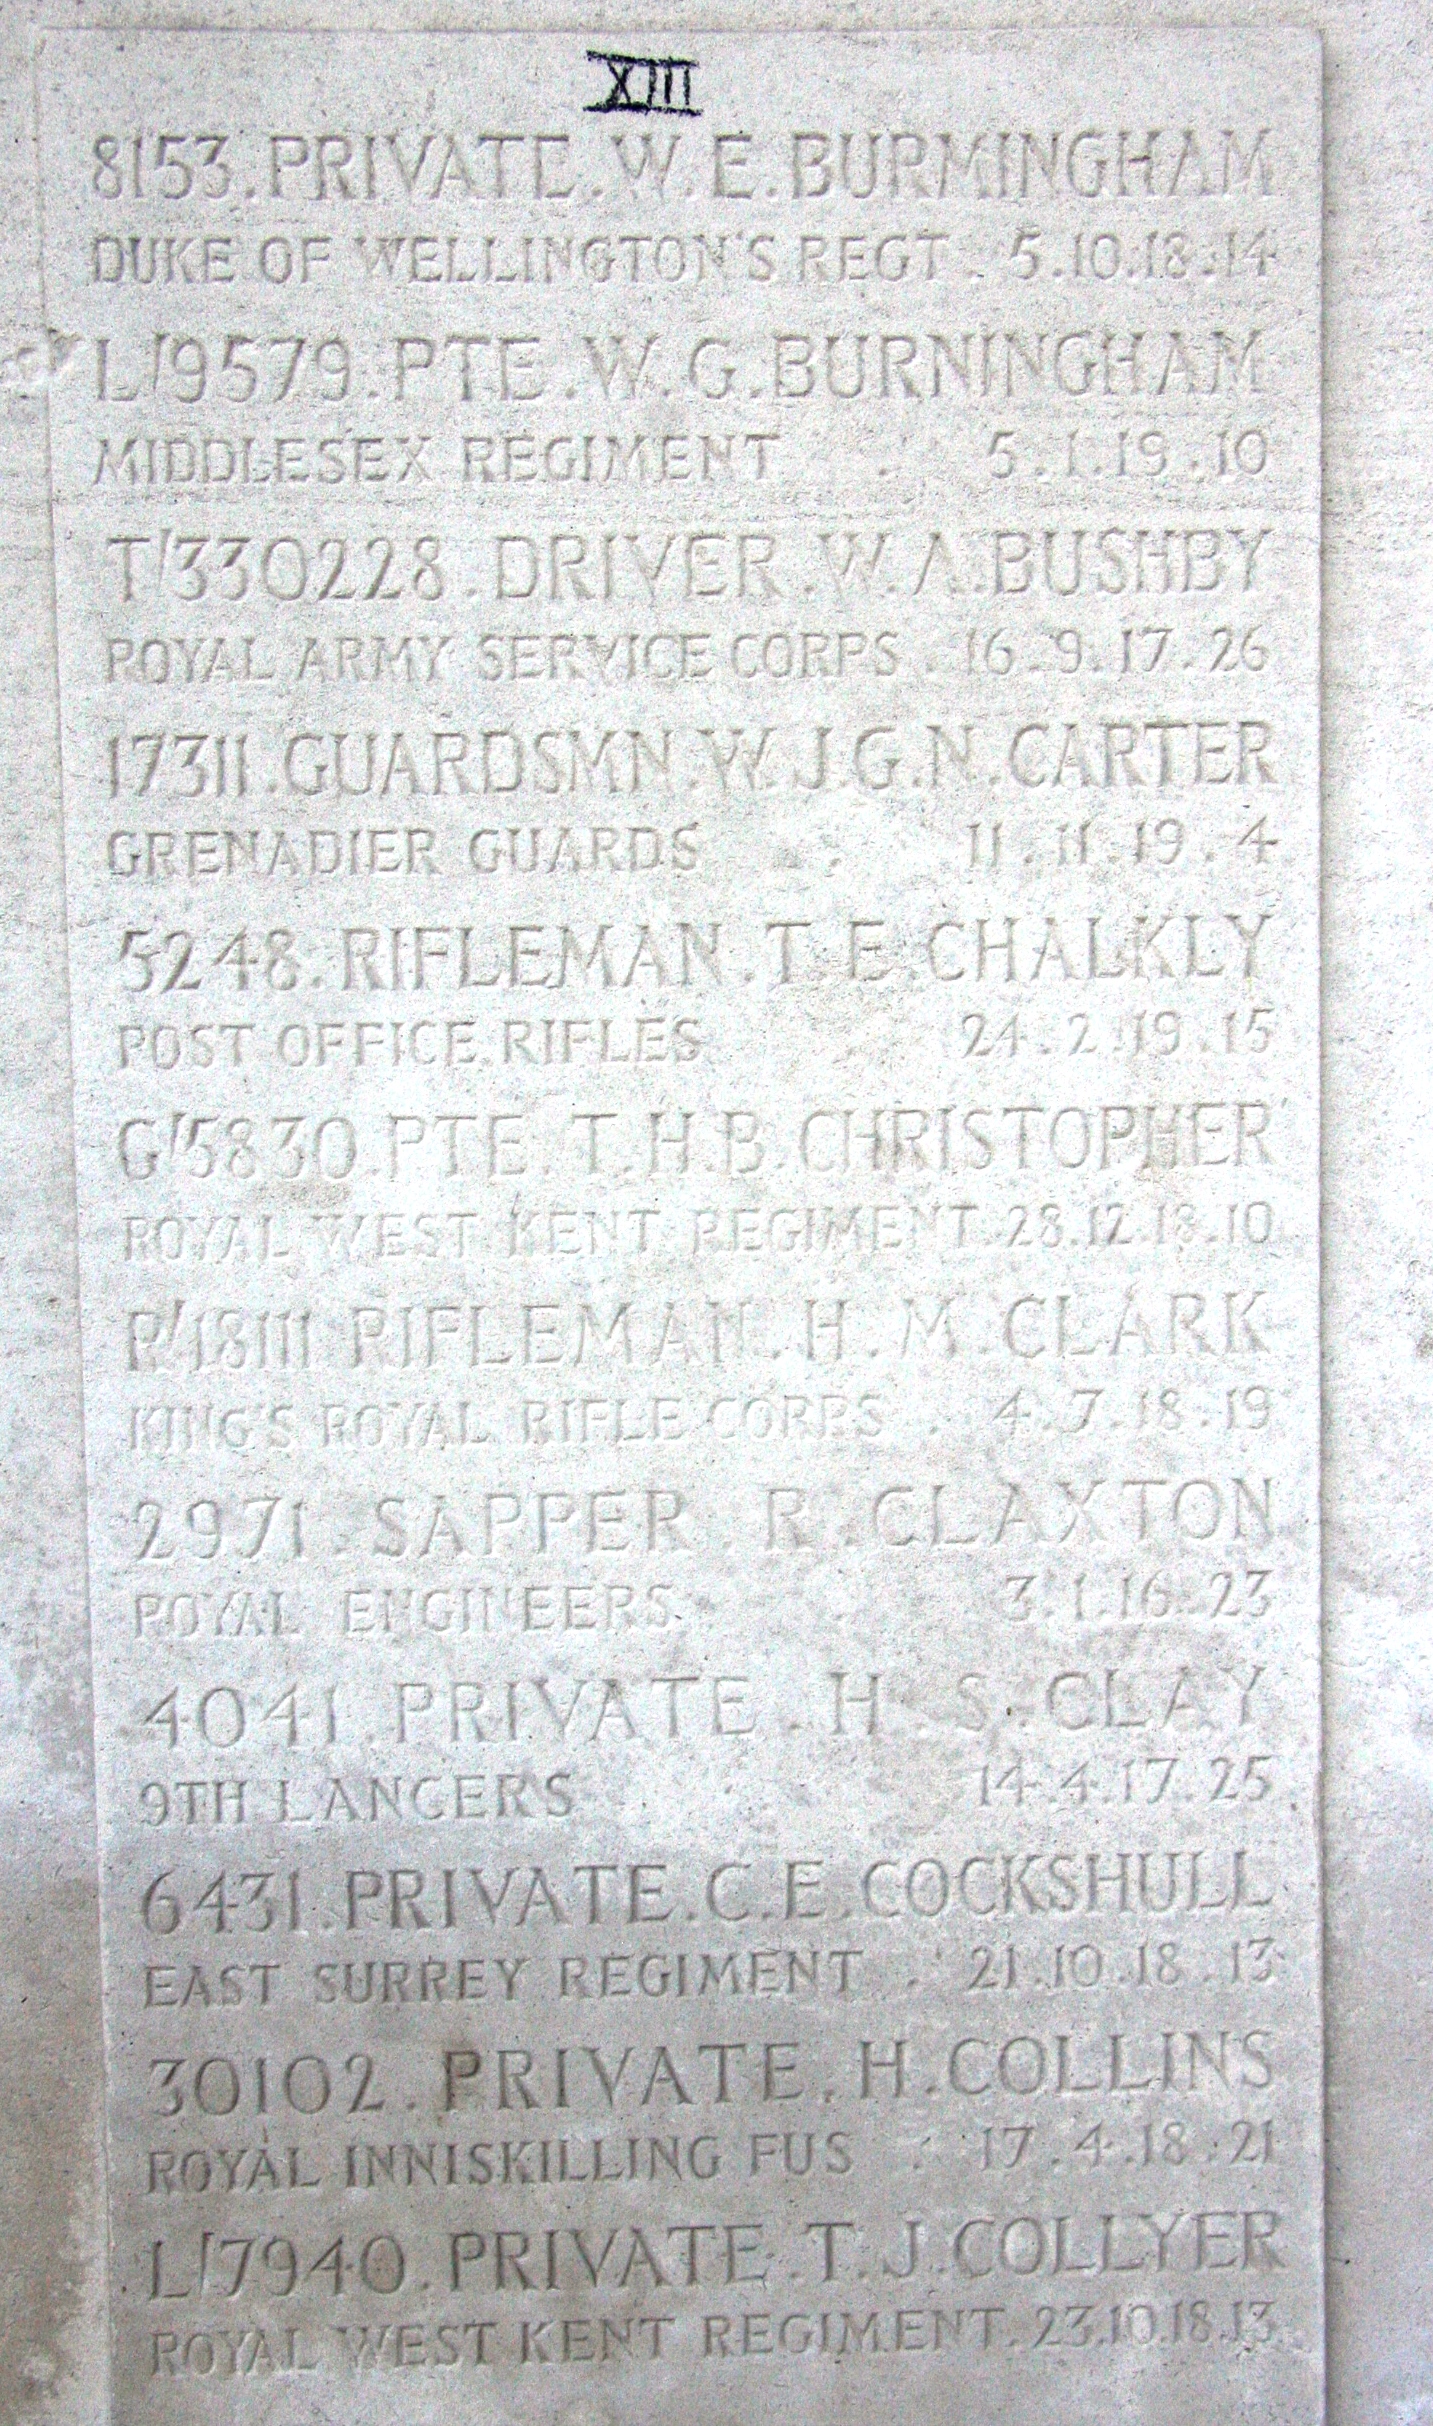 XIII
8153. PRIVATE. W. E. BURMINGHAM
DUKE OF WELLINGTON'S REGT. 5.10.18.14
L/9579. PTE. W. G. BURNINGHAM
MIDDLESEX REGIMENT . 5.1.19.10
T/330228. DRIVER. W. A. BUSHBY
ROYAL ARMY SERVICE CORPS. 16.9.17.26
17311. GUARDSMN. W. J. G. N. CARTER
GRENADIER GUARDS . 11.11.19.4
5248. RIFLEMAN. T. E. CHALKLY
POST OFFICE RIFLES . 24.2.19.15
G/5830. PTE. T. H. B. CHRISTOPHER
ROYAL WEST KENT REGIMENT. 28.12.18.10
R/18111. RIFLEMAN. H. M. CLARK
KING'S ROYAL RIFLE CORPS. 4.7.18.19
2971. SAPPER. R. CLAXTON
ROYAL ENGINEERS. 3.1.16.23
4041. PRIVATE. H. S. CLAY
9TH LANCERS . 14.4.17.25
6431. PRIVATE. C. E. COCKSHULL
EAST SURREY REGIMENT . 21.10.18.13
30102. PRIVATE. H. COLLINS
ROYAL INNISKILLING FUS . 17.4.18.21
L/7940. PRIVATE. T. J. COLLYER
ROYAL WEST KENT REGIMENT. 23.10.18.13